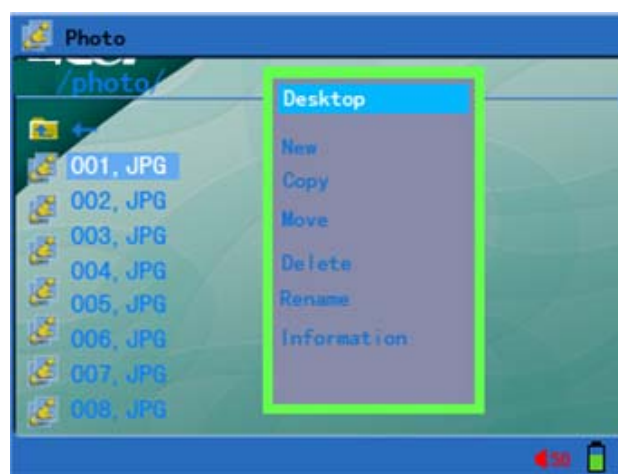 Photo
/photo/
001, JPG
002, JPG
003, JPG
004, JPG
005, JPG
006, JPG
007, JPG
008, JPG
Desktop
New
Copy
Move
Delete
Rename
Information
56